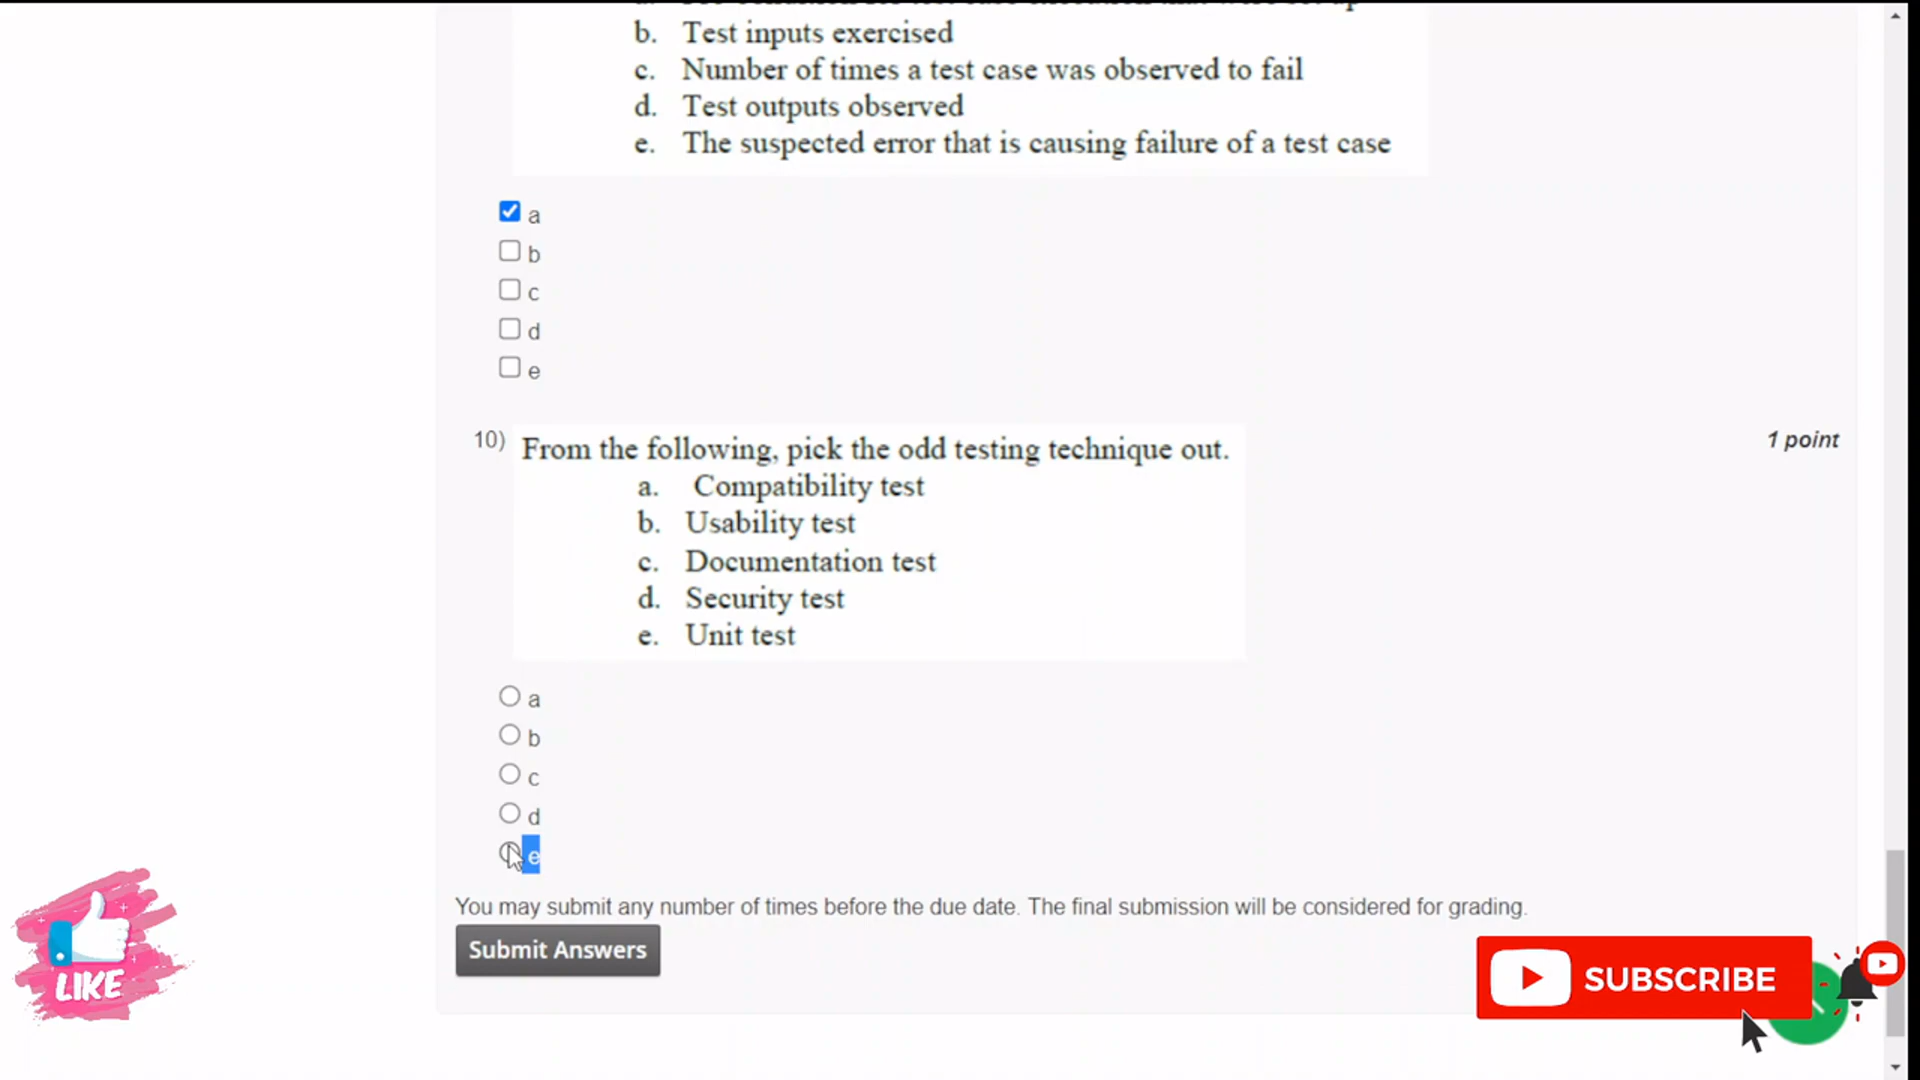 b. Test inputs exercised
c. Number of times a test case was observed to fail
d. Test outputs observed
e. The suspected error that is causing failure of a test case
a
b
c
d
e
10) From the following, pick the odd testing technique out.
1 point
a. Compatibility test
b. Usability test
c. Documentation test
d. Security test
e. Unit test
a
b
c
d
e
You may submit any number of times before the due date. The final submission will be considered for grading.
Submit Answers
LIKE
SUBSCRIBE